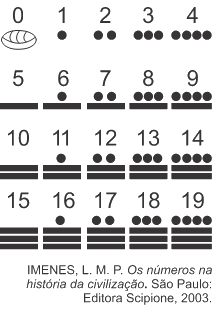 0 1 2 3 4
5 6 7 8 9
10 11 12 13 14
15 16 17 18 19
IMENES, L. M. P. Os números na
história da civilização. São Paulo:
Editora Scipione, 2003.